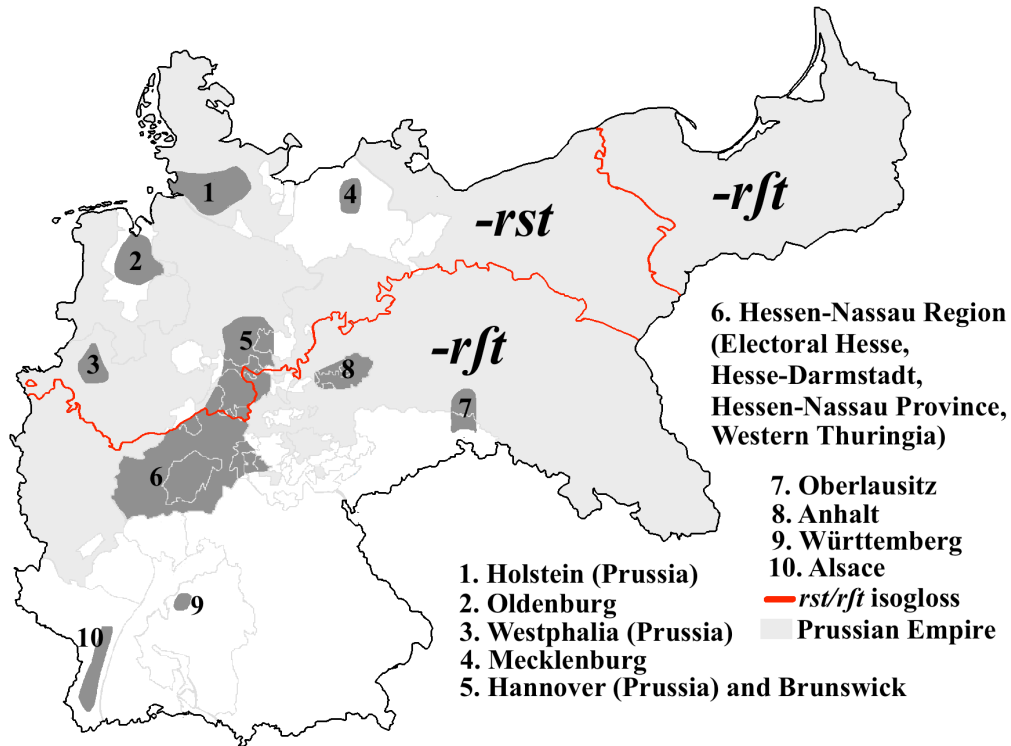 1
4
-rst
-rʃt
2
5
3
8
-rʃt
7
6
9
10
6. Hessen-Nassau Region
(Electoral Hesse,
Hesse-Darmstadt,
Hessen-Nassau Province,
Western Thuringia)
7. Oberlausitz
8. Anhalt
9. Württemberg
10. Alsace
rst/rʃt isogloss
Prussian Empire
1. Holstein (Prussia)
2. Oldenburg
3. Westphalia (Prussia)
4. Mecklenburg
5. Hannover (Prussia) and Brunswick